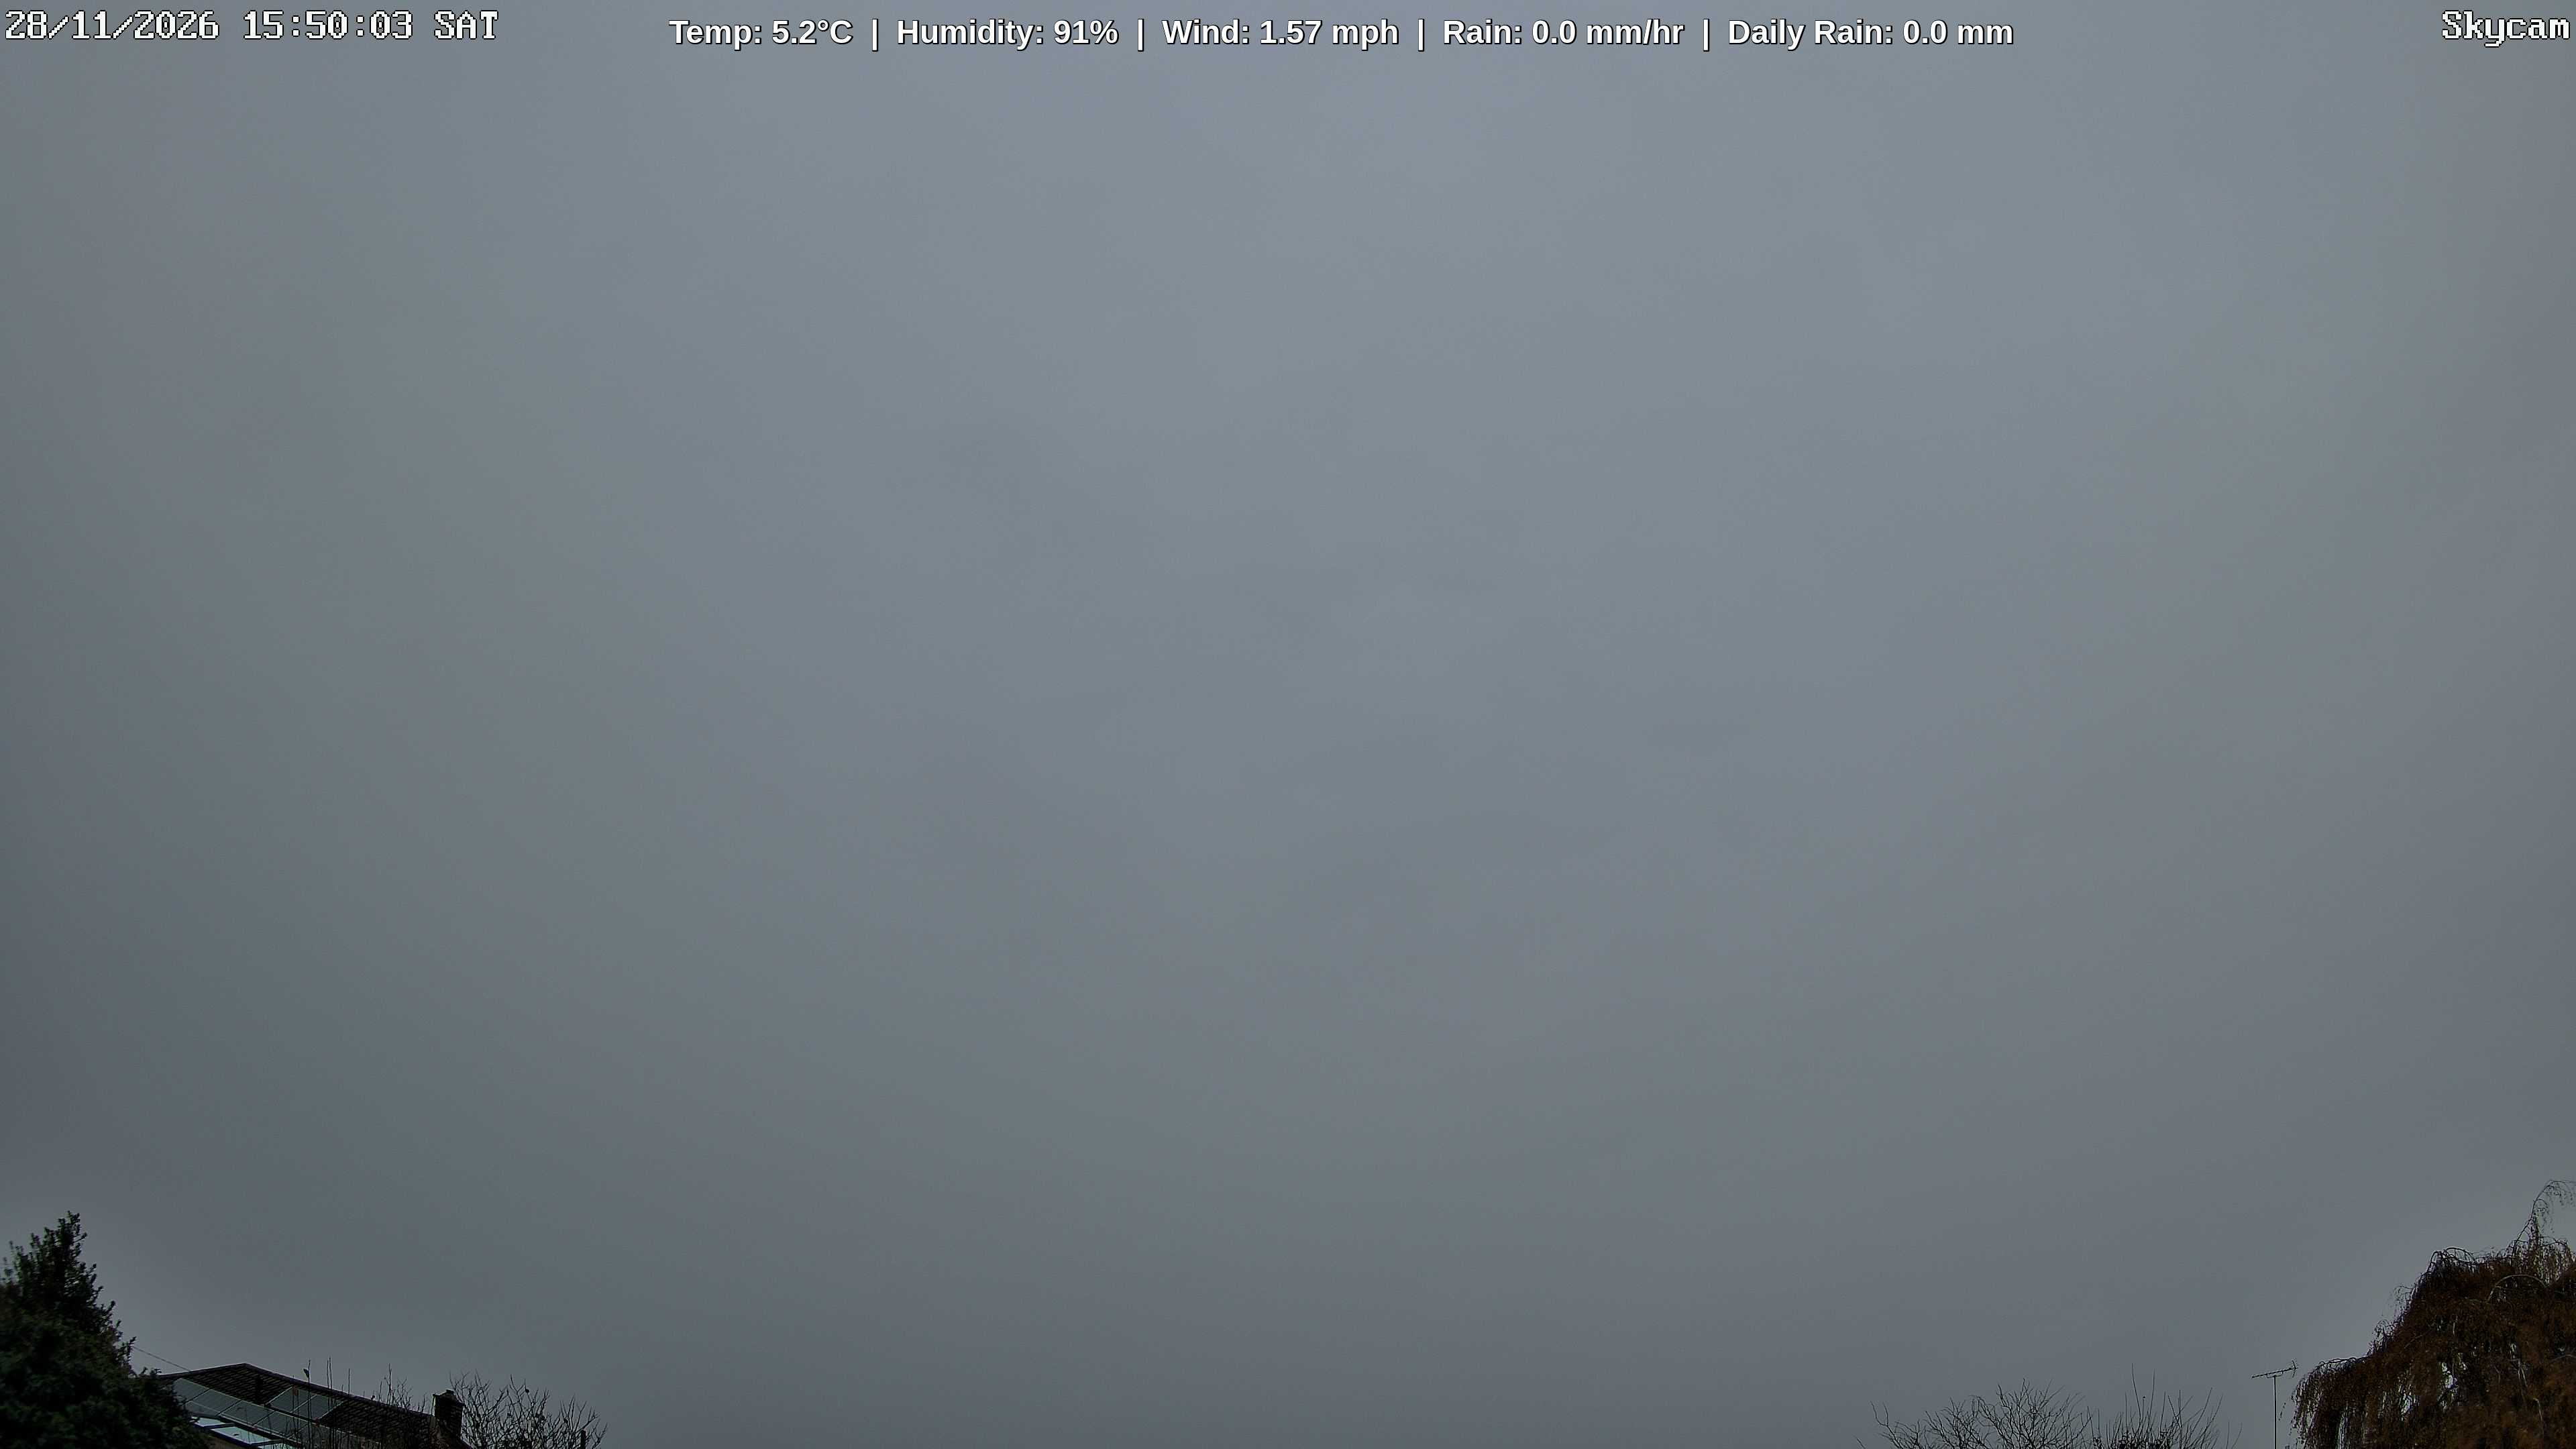 28/11/2026 15:50:03 SAT
Temp: 5.2°C | Humidity: 91% | Wind: 1.57 mph | Rain: 0.0 mm/hr | Daily Rain: 0.0 mm
Skycam